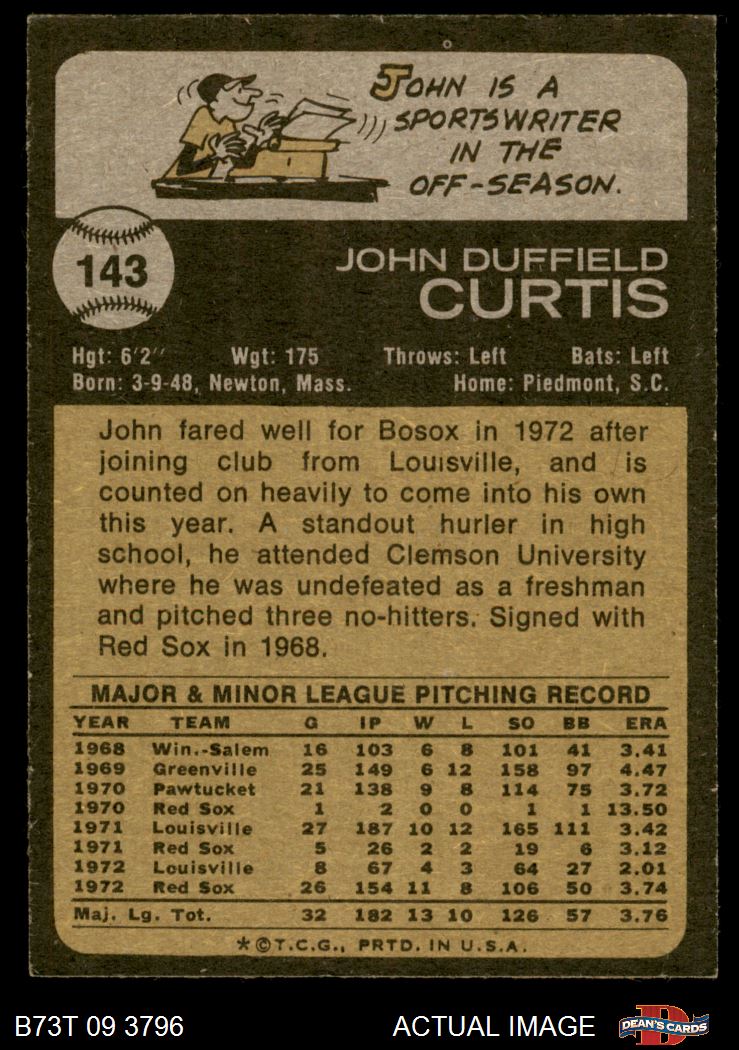 JOHN IS A
SPORTSWRITER
IN THE
OFF-SEASON.
143
JOHN DUFFIELD
CURTIS
Hgt: 6'2" Wgt: 175 Throws: Left Bats: Left
Born: 3-9-48, Newton, Mass. Home: Piedmont, S.C.
John fared well for Bosox in 1972 after
joining club from Louisville, and is
counted on heavily to come into his own
this year. A standout hurler in high
school, he attended Clemson University
where he was undefeated as a freshman
and pitched three no-hitters. Signed with
Red Sox in 1968.
MAJOR & MINOR LEAGUE PITCHING RECORD
YEAR TEAM G IP W L SO BB ERA
1968 Win.-Salem 16 103 6 8 101 41 3.41
1969 Greenville 25 149 6 12 158 97 4.47
1970 Pawtucket 21 138 9 8 114 75 3.72
1970 Red Sox 1 2 0 0 1 1 13.50
1971 Louisville 27 187 10 12 165 111 3.42
1971 Red Sox 5 26 2 2 19 6 3.12
1972 Louisville 8 67 4 3 64 27 2.01
1972 Red Sox 26 154 11 8 106 50 3.74
Maj. Lg. Tot. 32 182 13 10 126 57 3.76
*©T.C.G., PRTD. IN U.S.A.
B73T 09 3796 ACTUAL IMAGE D DEAN'S CARDS